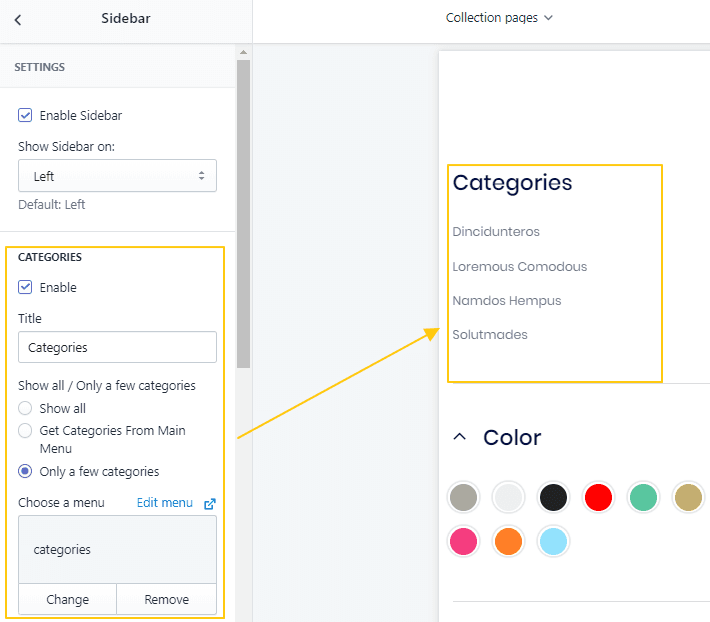 Sidebar
Collection pages
SETTINGS
Enable Sidebar
Show Sidebar on:
Left
Default: Left
CATEGORIES
Enable
Title
Categories
Show all / Only a few categories
Show all
Get Categories From Main
Menu
Only a few categories
Choose a menu Edit menu
categories
Change Remove
Categories
Dincidunteros
Loremous Comodous
Namdos Hempus
Solutmades
Color